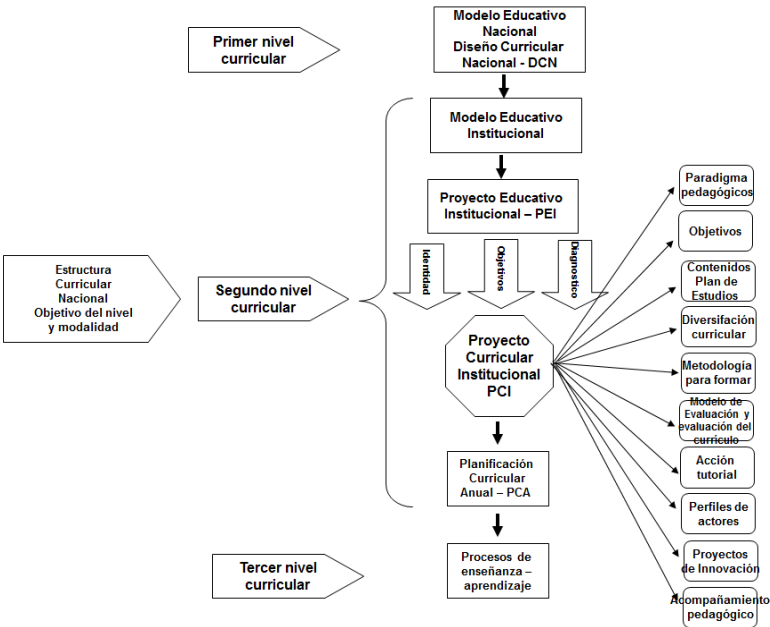 Primer nivel
curricular
Modelo Educativo
Nacional
Diseño Curricular
Nacional - DCN
Modelo Educativo
Institucional
Proyecto Educativo
Institucional – PEI
Identidad
Objetivos
Diagnostico
Estructura
Curricular
Nacional
Objetivo del nivel
y modalidad
Segundo nivel
curricular
Proyecto
Curricular
Institucional
PCI
Planificación
Curricular
Anual – PCA
Tercer nivel
curricular
Procesos de
enseñanza –
aprendizaje
Paradigma
pedagógicos
Objetivos
Contenidos
Plan de
Estudios
Diversifación
curricular
Metodología
para formar
Modelo de
Evaluación y
evaluación del
currículo
Acción
tutorial
Perfiles de
actores
Proyectos
de Innovación
Acompañamiento
pedagógico